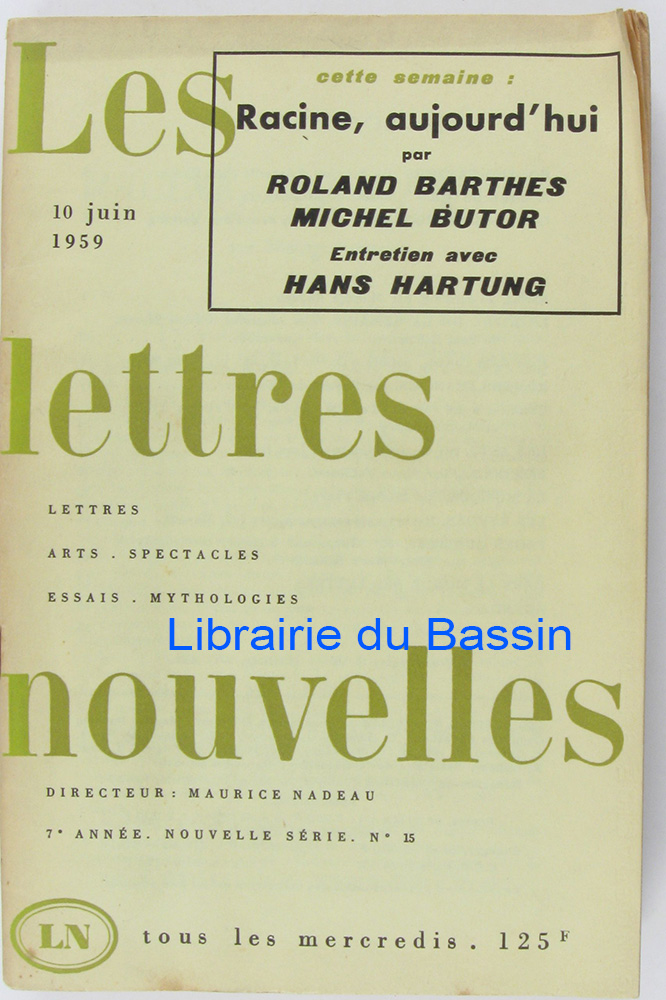 Les
cette semaine :
Racine, aujourd'hui
par
ROLAND BARTHES
MICHEL BUTOR
Entretien avec
HANS HARTUNG
10 juin
1959
lettres
LETTRES
ARTS . SPECTACLES
ESSAIS . MYTHOLOGIES
Librairie du Bassin
nouvelles
DIRECTEUR : MAURICE NADEAU
7e ANNÉE. NOUVELLE SÉRIE. N° 15
LN
tous les mercredis . 125 F